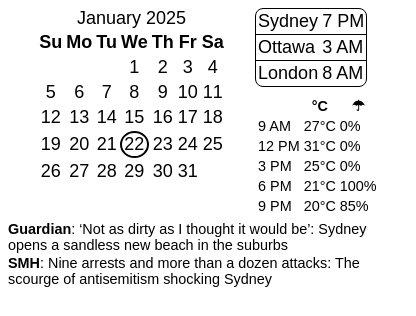 January 2025
Su Mo Tu We Th Fr Sa
1 2 3 4
5 6 7 8 9 10 11
12 13 14 15 16 17 18
19 20 21 22 23 24 25
26 27 28 29 30 31
Sydney 7 PM
Ottawa 3 AM
London 8 AM
°C ☂
9 AM 27°C 0%
12 PM 31°C 0%
3 PM 25°C 0%
6 PM 21°C 100%
9 PM 20°C 85%
Guardian: ‘Not as dirty as I thought it would be’: Sydney
opens a sandless new beach in the suburbs
SMH: Nine arrests and more than a dozen attacks: The
scourge of antisemitism shocking Sydney